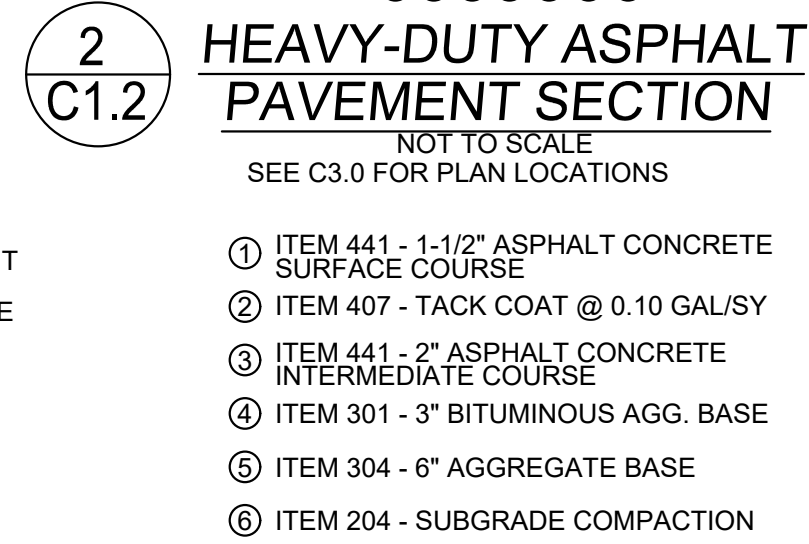 2
C1.2
HEAVY-DUTY ASPHALT
PAVEMENT SECTION
NOT TO SCALE
SEE C3.0 FOR PLAN LOCATIONS
T
E
1 ITEM 441 - 1-1/2" ASPHALT CONCRETE
SURFACE COURSE
2 ITEM 407 - TACK COAT @ 0.10 GAL/SY
3 ITEM 441 - 2" ASPHALT CONCRETE
INTERMEDIATE COURSE
4 ITEM 301 - 3" BITUMINOUS AGG. BASE
5 ITEM 304 - 6" AGGREGATE BASE
6 ITEM 204 - SUBGRADE COMPACTION